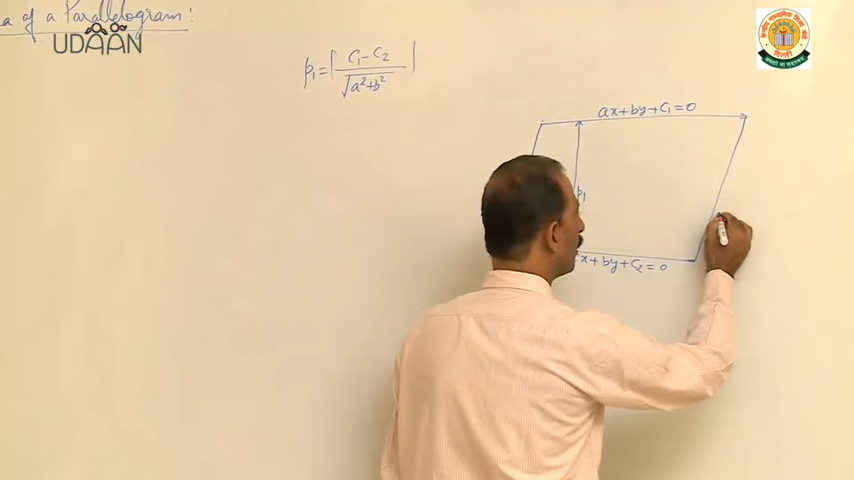 a of a Parallelogram:
UDAAN
p₁ = | C₁-C₂ / √a²+b² |
ax+by+C₁=0
p₁
x+by+C₂=0